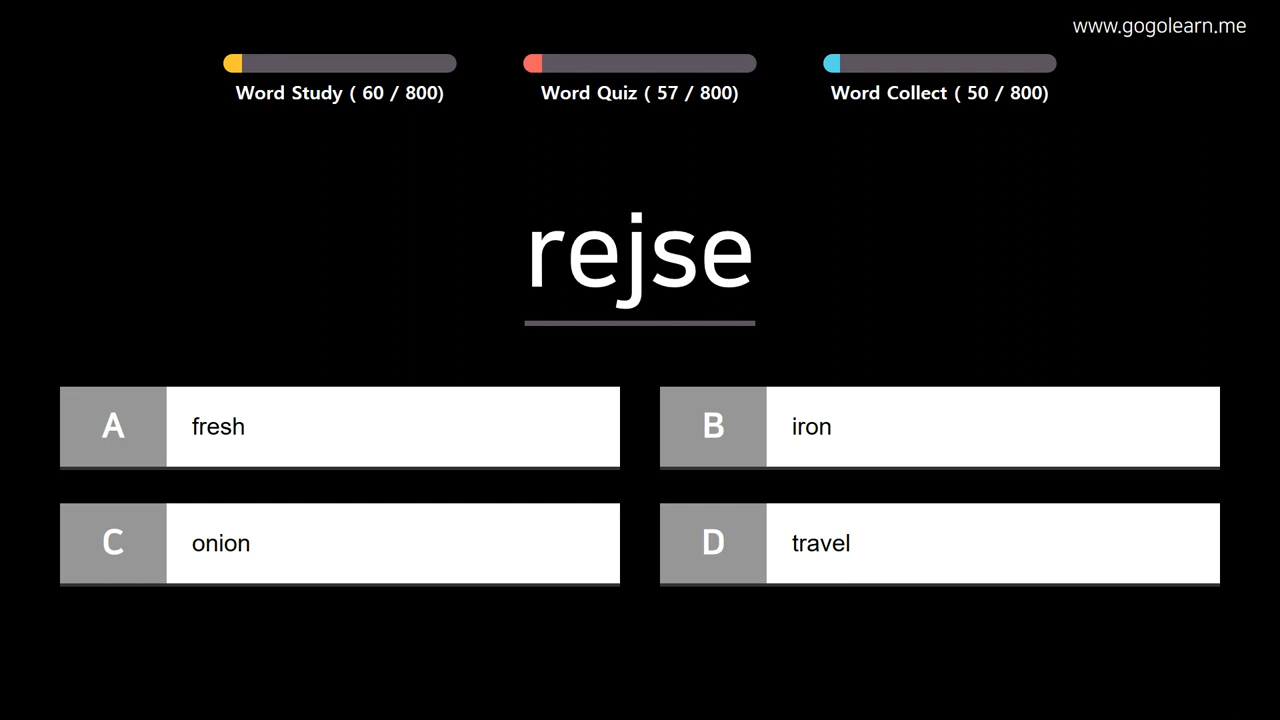 www.gogolearn.me
Word Study ( 60 / 800)
Word Quiz ( 57 / 800)
Word Collect ( 50 / 800)
rejse
A fresh
B iron
C onion
D travel